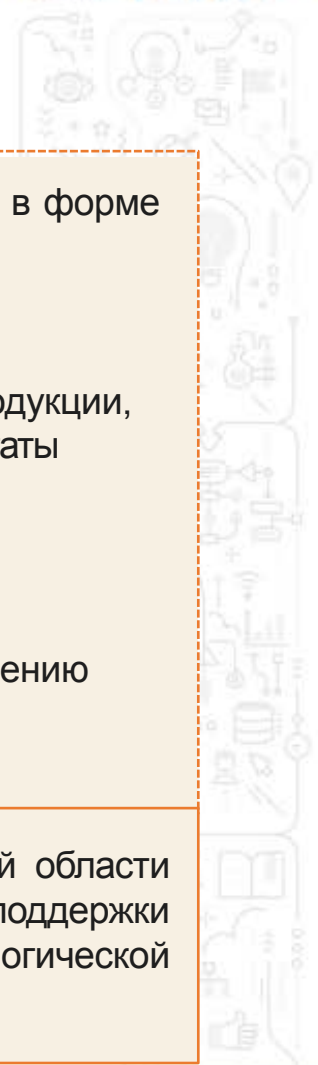 в форме
одукции,
аты
ению
й области
поддержки
огической